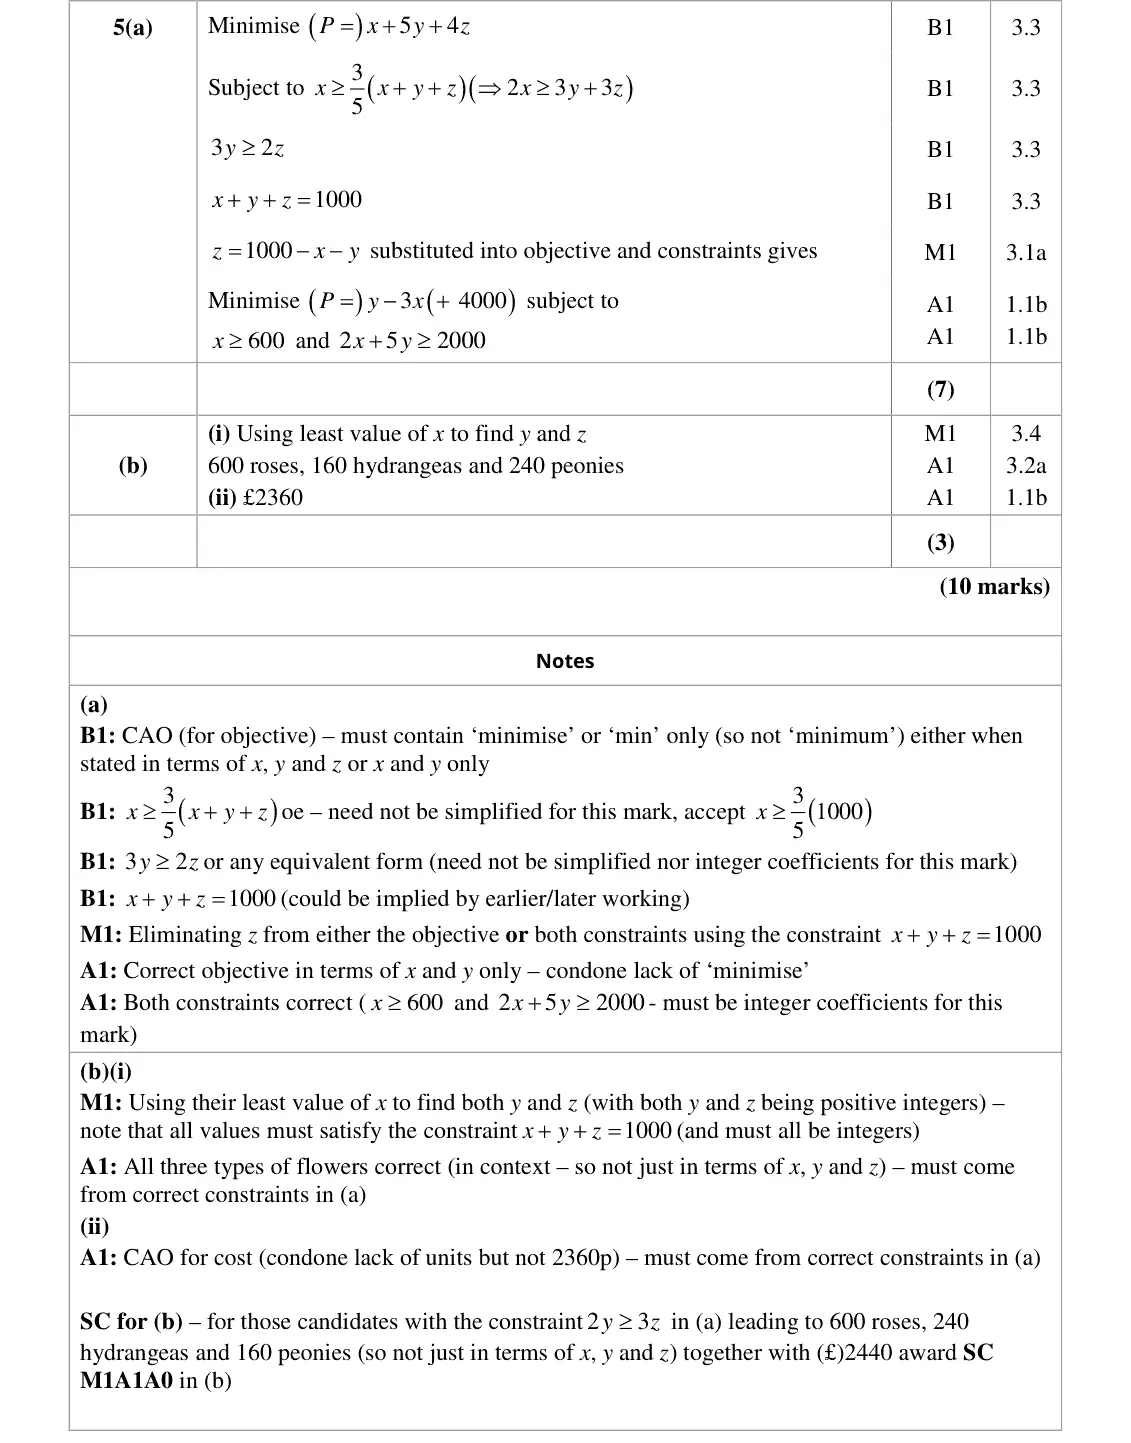 5(a) Minimise (P =) x + 5y + 4z B1 3.3
Subject to x ≥ 3/5 (x + y + z) (⇒ 2x ≥ 3y + 3z) B1 3.3
3y ≥ 2z B1 3.3
x + y + z = 1000 B1 3.3
z = 1000 − x − y substituted into objective and constraints gives M1 3.1a
Minimise (P =) y − 3x (+ 4000) subject to A1 1.1b
x ≥ 600 and 2x + 5y ≥ 2000 A1 1.1b
(7)
(i) Using least value of x to find y and z M1 3.4
(b) 600 roses, 160 hydrangeas and 240 peonies A1 3.2a
(ii) £2360 A1 1.1b
(3)
(10 marks)
Notes
(a)
B1: CAO (for objective) – must contain ‘minimise’ or ‘min’ only (so not ‘minimum’) either when
stated in terms of x, y and z or x and y only
B1: x ≥ 3/5 (x + y + z) oe – need not be simplified for this mark, accept x ≥ 3/5 (1000)
B1: 3y ≥ 2z or any equivalent form (need not be simplified nor integer coefficients for this mark)
B1: x + y + z = 1000 (could be implied by earlier/later working)
M1: Eliminating z from either the objective or both constraints using the constraint x + y + z = 1000
A1: Correct objective in terms of x and y only – condone lack of ‘minimise’
A1: Both constraints correct ( x ≥ 600 and 2x + 5y ≥ 2000 - must be integer coefficients for this
mark)
(b)(i)
M1: Using their least value of x to find both y and z (with both y and z being positive integers) –
note that all values must satisfy the constraint x + y + z = 1000 (and must all be integers)
A1: All three types of flowers correct (in context – so not just in terms of x, y and z) – must come
from correct constraints in (a)
(ii)
A1: CAO for cost (condone lack of units but not 2360p) – must come from correct constraints in (a)
SC for (b) – for those candidates with the constraint 2y ≥ 3z in (a) leading to 600 roses, 240
hydrangeas and 160 peonies (so not just in terms of x, y and z) together with (£)2440 award SC
M1A1A0 in (b)